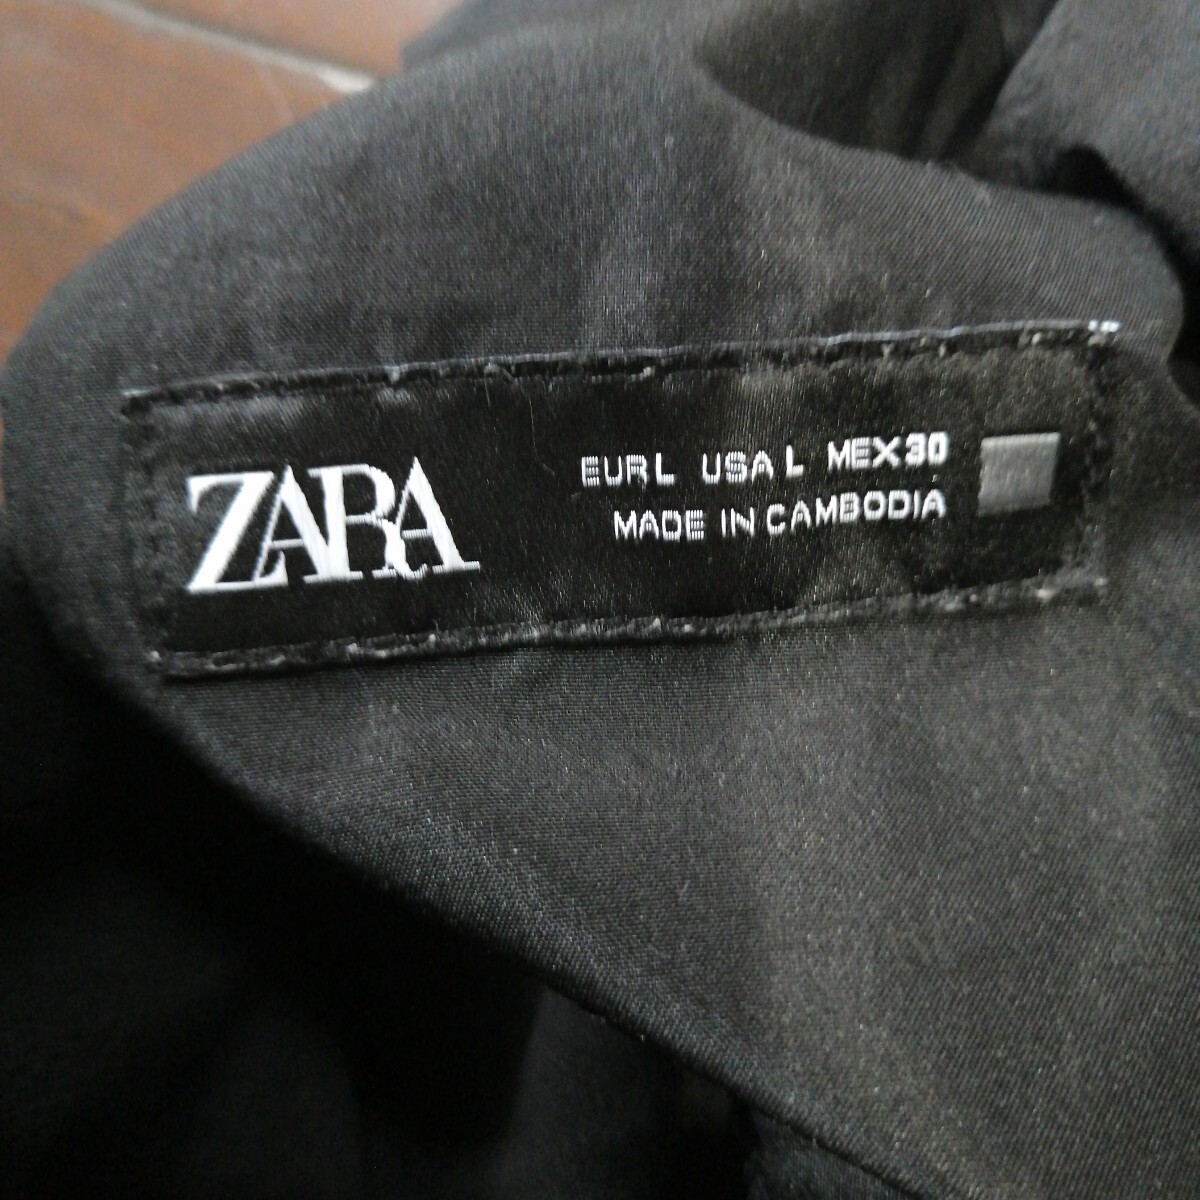 ZARA
EUR L USA L MEX 30
MADE IN CAMBODIA